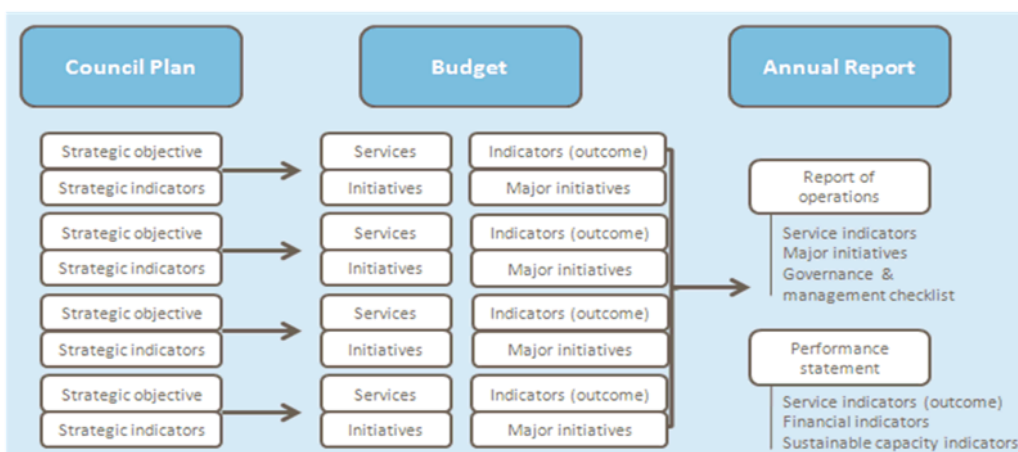 Council Plan
Budget
Annual Report
Strategic objective
Strategic indicators
Services
Initiatives
Indicators (outcome)
Major initiatives
Strategic objective
Strategic indicators
Services
Initiatives
Indicators (outcome)
Major initiatives
Strategic objective
Strategic indicators
Services
Initiatives
Indicators (outcome)
Major initiatives
Strategic objective
Strategic indicators
Services
Initiatives
Indicators (outcome)
Major initiatives
Report of
operations
Service indicators
Major initiatives
Governance &
management checklist
Performance
statement
Service indicators (outcome)
Financial indicators
Sustainable capacity indicators